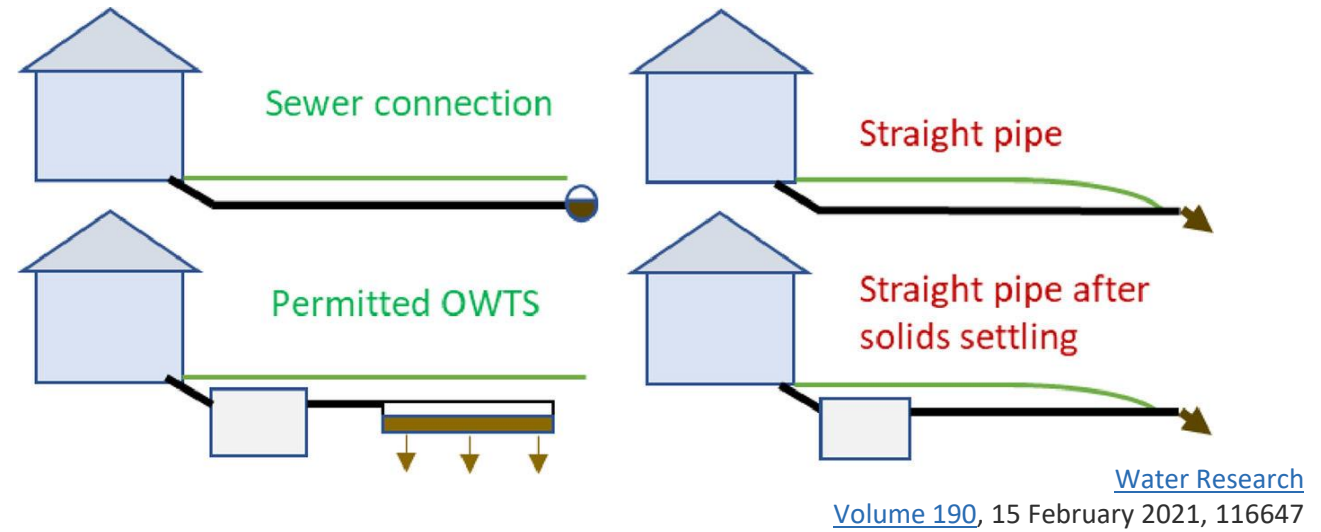 Sewer connection
Straight pipe
Permitted OWTS
Straight pipe after
solids settling
Water Research
Volume 190, 15 February 2021, 116647